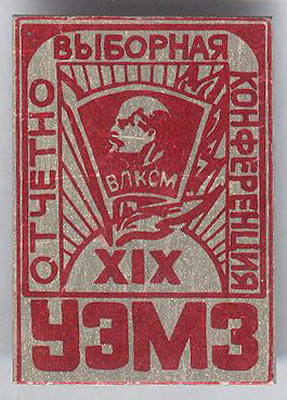 ОТЧЕТНО
ВЫБОРНАЯ
КОНФЕРЕНЦИЯ
ВЛКСМ
XIX
УЭМЗ